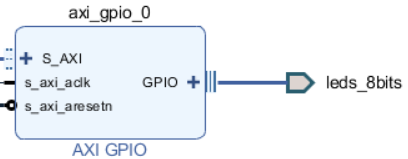 axi_gpio_0
S_AXI
s_axi_aclk
GPIO
s_axi_aresetn
leds_8bits
AXI GPIO